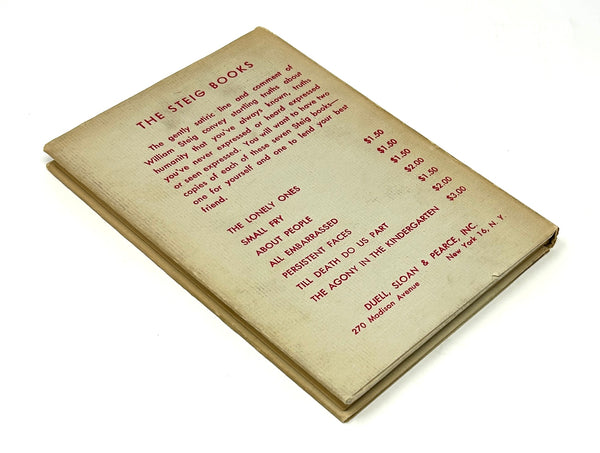 THE STEIG BOOKS
The gently satiric line and comment of
William Steig convey startling truths about
humanity that you've always known, truths
you've never expressed or heard expressed
or seen expressed. You will want to have two
copies of each of these seven Steig books—
one for yourself and one to lend your best
friend.
THE LONELY ONES $1.50
SMALL FRY $1.50
ABOUT PEOPLE $1.50
ALL EMBARRASSED $2.00
PERSISTENT FACES $1.50
TILL DEATH DO US PART $2.00
THE AGONY IN THE KINDERGARTEN $3.00
DUELL, SLOAN & PEARCE, INC.
270 Madison Avenue New York 16, N. Y.